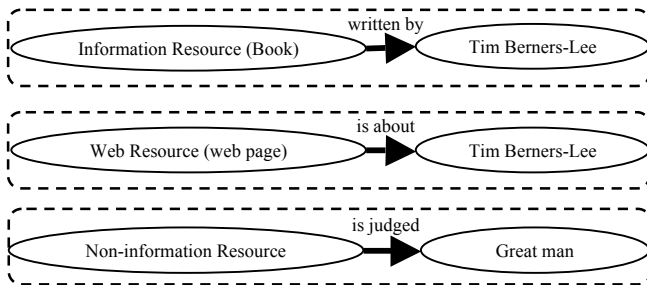 written by
Information Resource (Book) Tim Berners-Lee
is about
Web Resource (web page) Tim Berners-Lee
is judged
Non-information Resource Great man